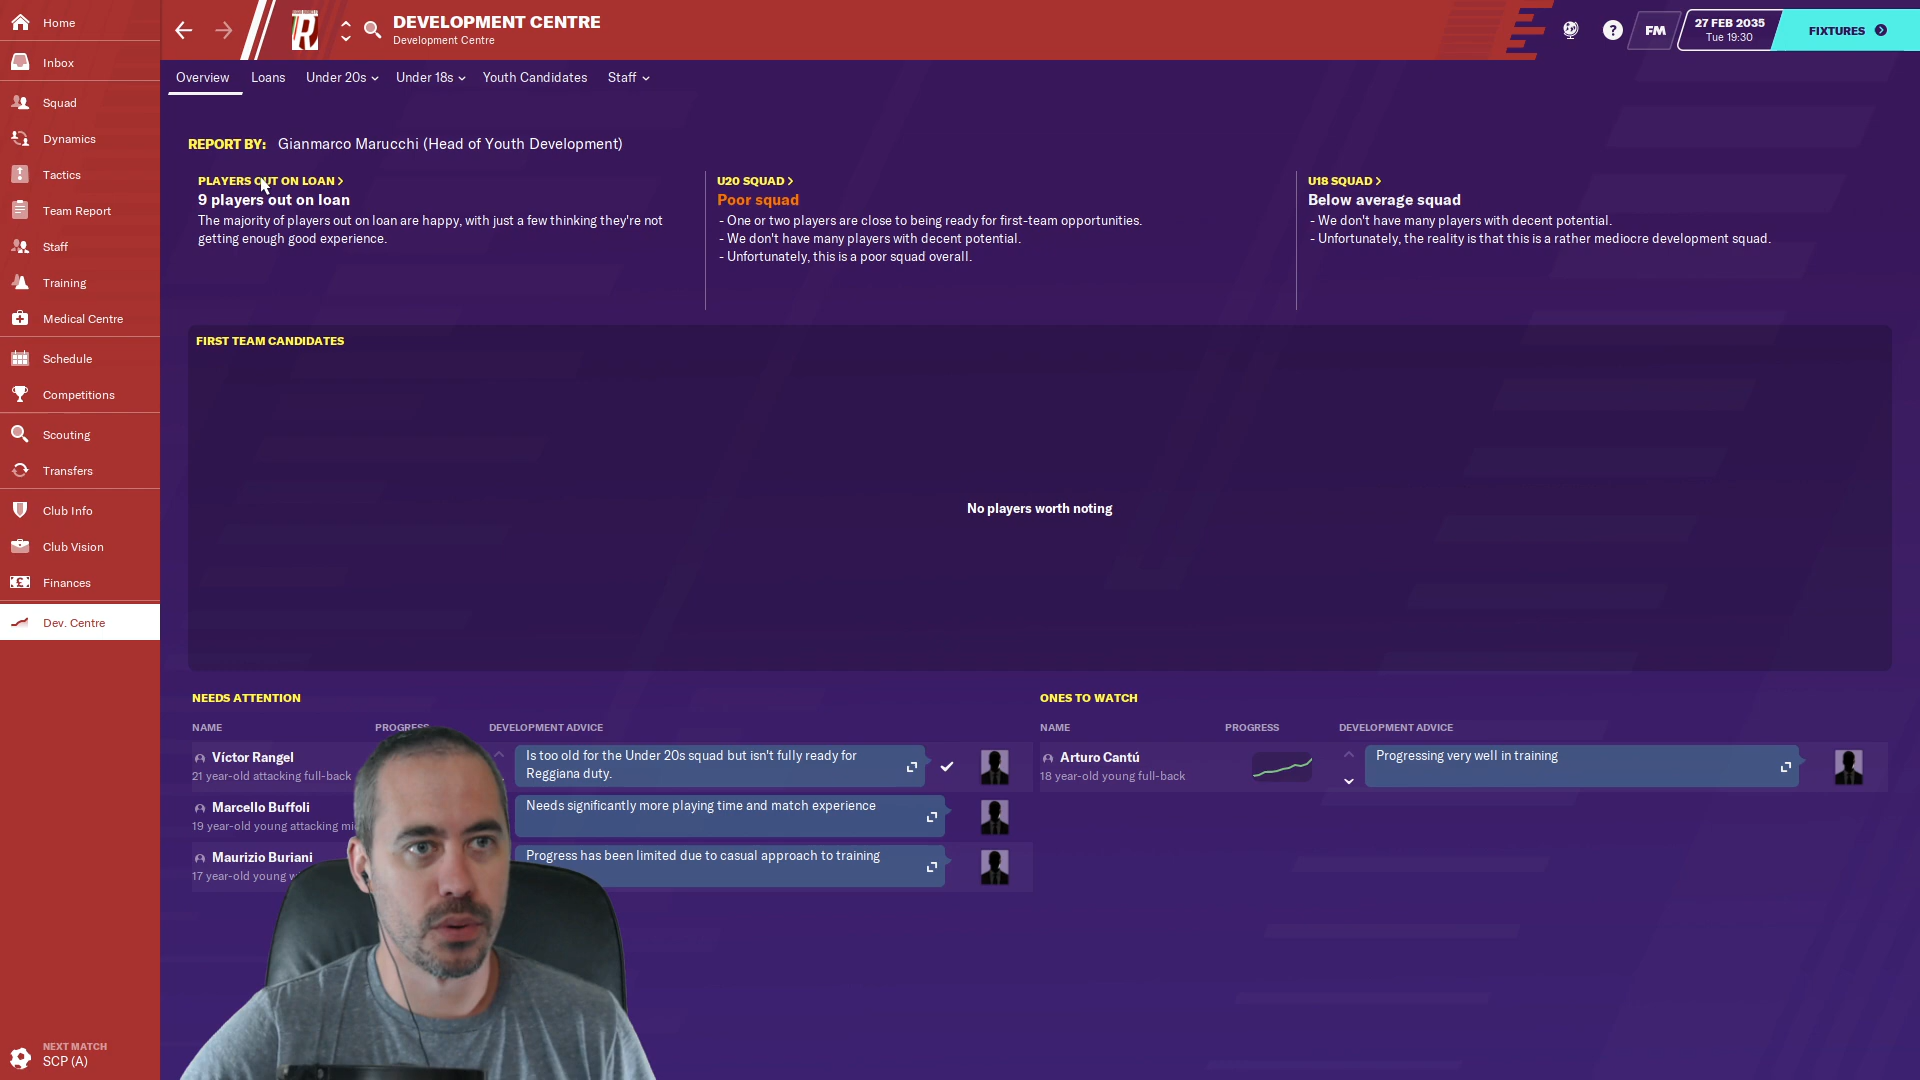 Home
Inbox
Squad
Dynamics
Tactics
Team Report
Staff
Training
Medical Centre
Schedule
Competitions
Scouting
Transfers
Club Info
Club Vision
Finances
Dev. Centre
NEXT MATCH
SCP (A)
R
DEVELOPMENT CENTRE
Development Centre
?
FM
27 FEB 2035
Tue 19:30
FIXTURES
Overview
Loans
Under 20s
Under 18s
Youth Candidates
Staff
REPORT BY: Gianmarco Marucchi (Head of Youth Development)
PLAYERS OUT ON LOAN >
9 players out on loan
The majority of players out on loan are happy, with just a few thinking they're not
getting enough good experience.
U20 SQUAD >
Poor squad
- One or two players are close to being ready for first-team opportunities.
- We don't have many players with decent potential.
- Unfortunately, this is a poor squad overall.
U18 SQUAD >
Below average squad
- We don't have many players with decent potential.
- Unfortunately, the reality is that this is a rather mediocre development squad.
FIRST TEAM CANDIDATES
No players worth noting
NEEDS ATTENTION
NAME PROGRESS DEVELOPMENT ADVICE
Víctor Rangel
21 year-old attacking full-back
Is too old for the Under 20s squad but isn't fully ready for
Reggiana duty.
Marcello Buffoli
19 year-old young attacking
Needs significantly more playing time and match experience
Maurizio Buriani
17 year-old young
Progress has been limited due to casual approach to training
ONES TO WATCH
NAME PROGRESS DEVELOPMENT ADVICE
Arturo Cantú
18 year-old young full-back
Progressing very well in training